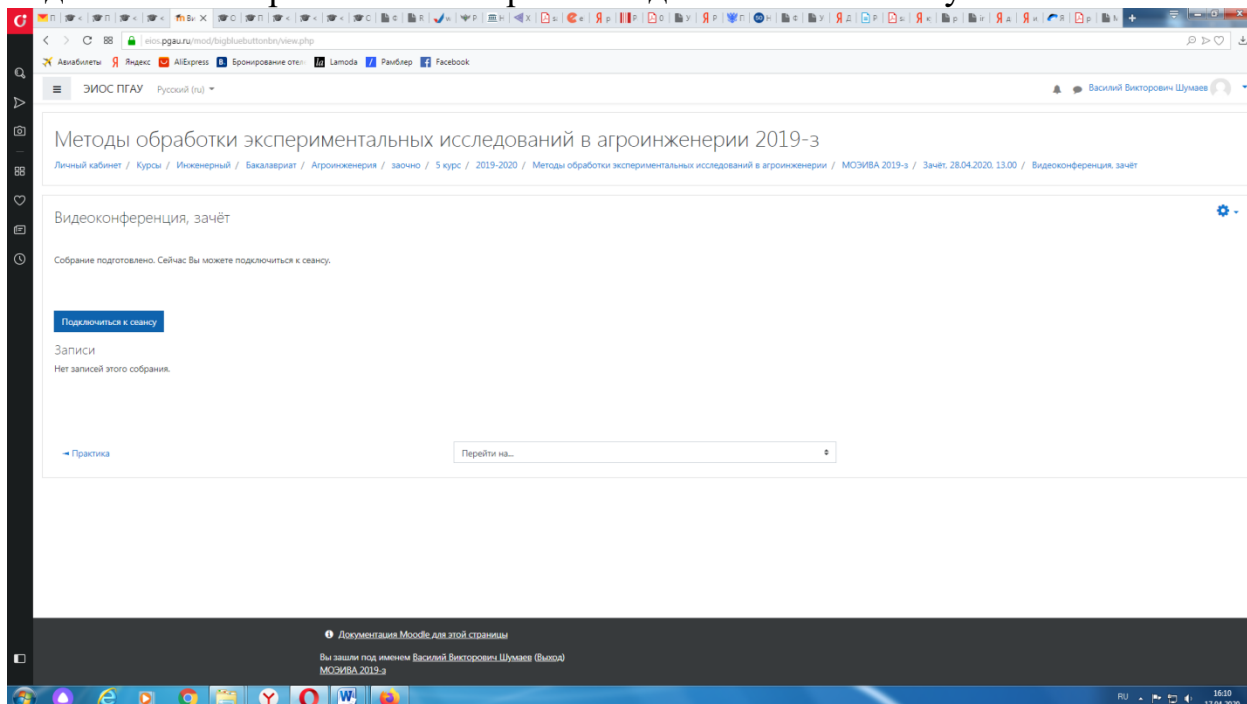 eios.pgau.ru/mod/bigbluebuttonbn/view.php
Авиабилеты Яндекс AliExpress Бронирование отел Lamoda Рамблер Facebook
ЭИОС ПГАУ Русский (ru) Василий Викторович Шумаев
Методы обработки экспериментальных исследований в агроинженерии 2019-з
Личный кабинет / Курсы / Инженерный / Бакалавриат / Агроинженерия / заочно / 5 курс / 2019-2020 / Методы обработки экспериментальных исследований в агроинженерии / МОЭИВА 2019-з / Зачёт, 28.04.2020, 13.00 / Видеоконференция, зачёт
Видеоконференция, зачёт
Собрание подготовлено. Сейчас Вы можете подключиться к сеансу.
Подключиться к сеансу
Записи
Нет записей этого собрания.
◄ Практика Перейти на...
Документация Moodle для этой страницы
Вы зашли под именем Василий Викторович Шумаев (Выход)
МОЭИВА 2019-з
RU 16:10
17.04.2020